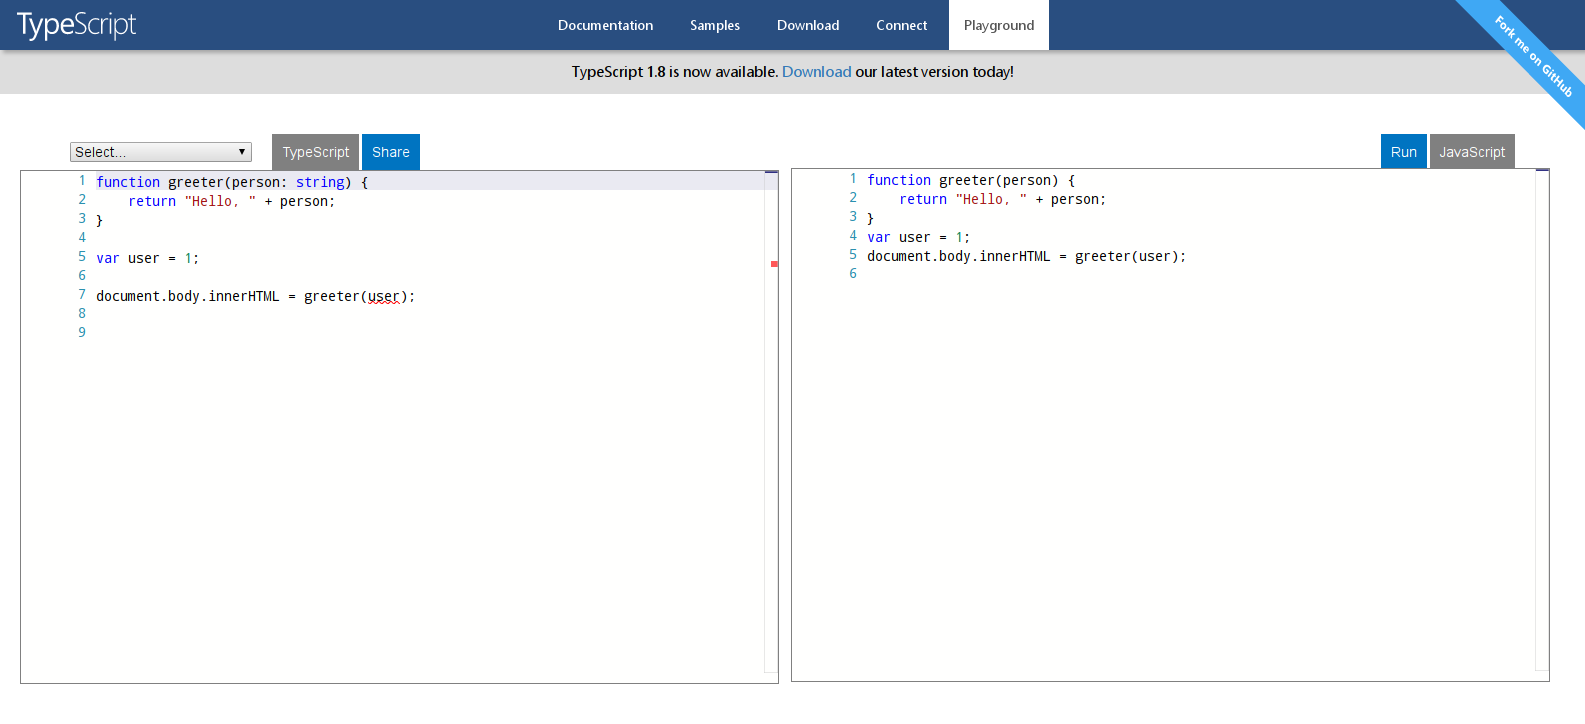 TypeScript Documentation Samples Download Connect Playground
Fork me on GitHub
TypeScript 1.8 is now available. Download our latest version today!
Select... TypeScript Share
1 function greeter(person: string) {
2     return "Hello, " + person;
3 }
4
5 var user = 1;
6
7 document.body.innerHTML = greeter(user);
8
9
Run JavaScript
1 function greeter(person) {
2     return "Hello, " + person;
3 }
4 var user = 1;
5 document.body.innerHTML = greeter(user);
6